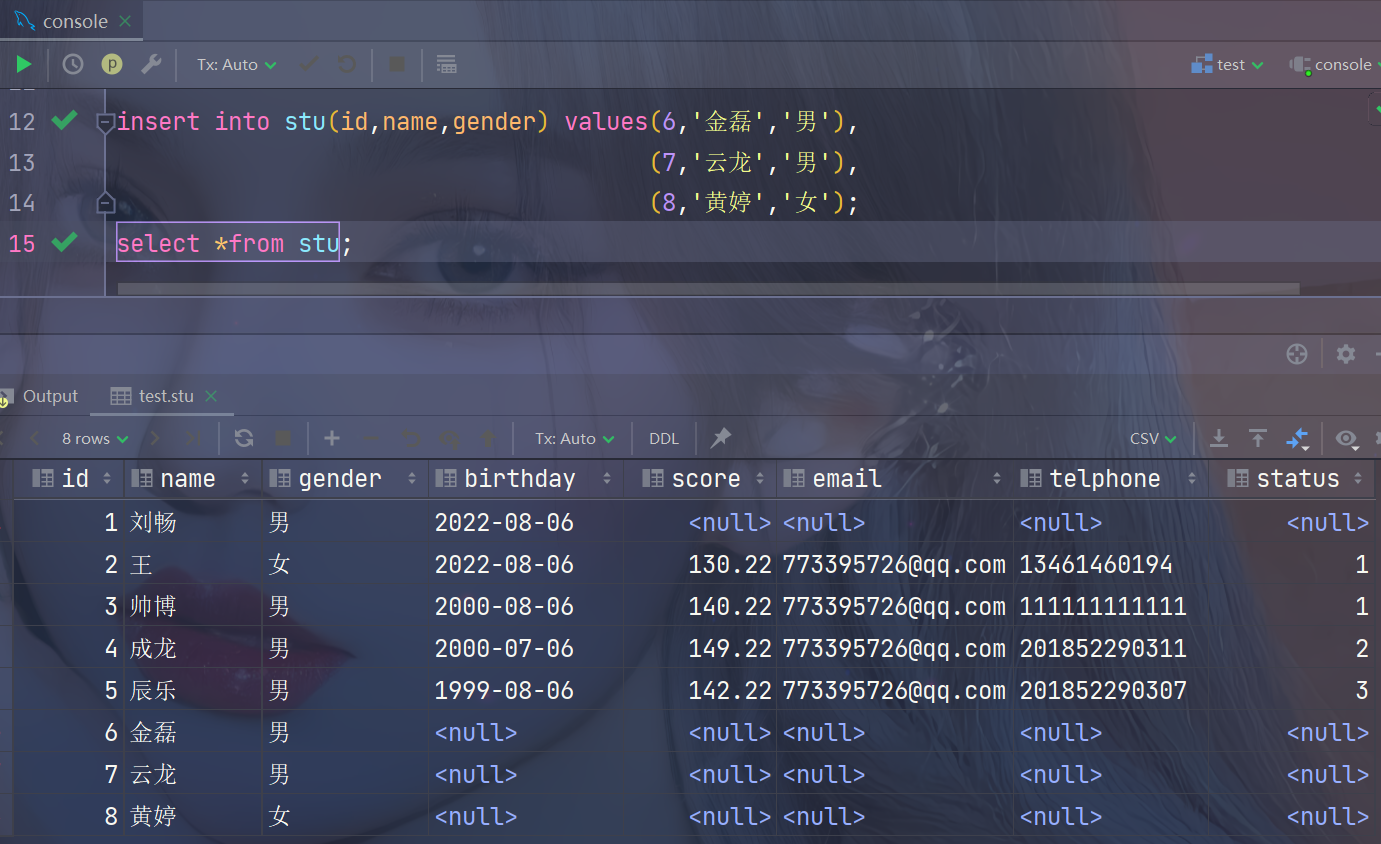 console
Tx: Auto
test
console
12 insert into stu(id,name,gender) values(6,'金磊','男'),
13 (7,'云龙','男'),
14 (8,'黄婷','女');
15 select *from stu;
Output
test.stu
8 rows
Tx: Auto
DDL
CSV
id name gender birthday score email telphone status
1 刘畅 男 2022-08-06 <null> <null> <null> <null>
2 王 女 2022-08-06 130.22 773395726@qq.com 13461460194 1
3 帅博 男 2000-08-06 140.22 773395726@qq.com 111111111111 1
4 成龙 男 2000-07-06 149.22 773395726@qq.com 201852290311 2
5 辰乐 男 1999-08-06 142.22 773395726@qq.com 201852290307 3
6 金磊 男 <null> <null> <null> <null> <null>
7 云龙 男 <null> <null> <null> <null> <null>
8 黄婷 女 <null> <null> <null> <null> <null>